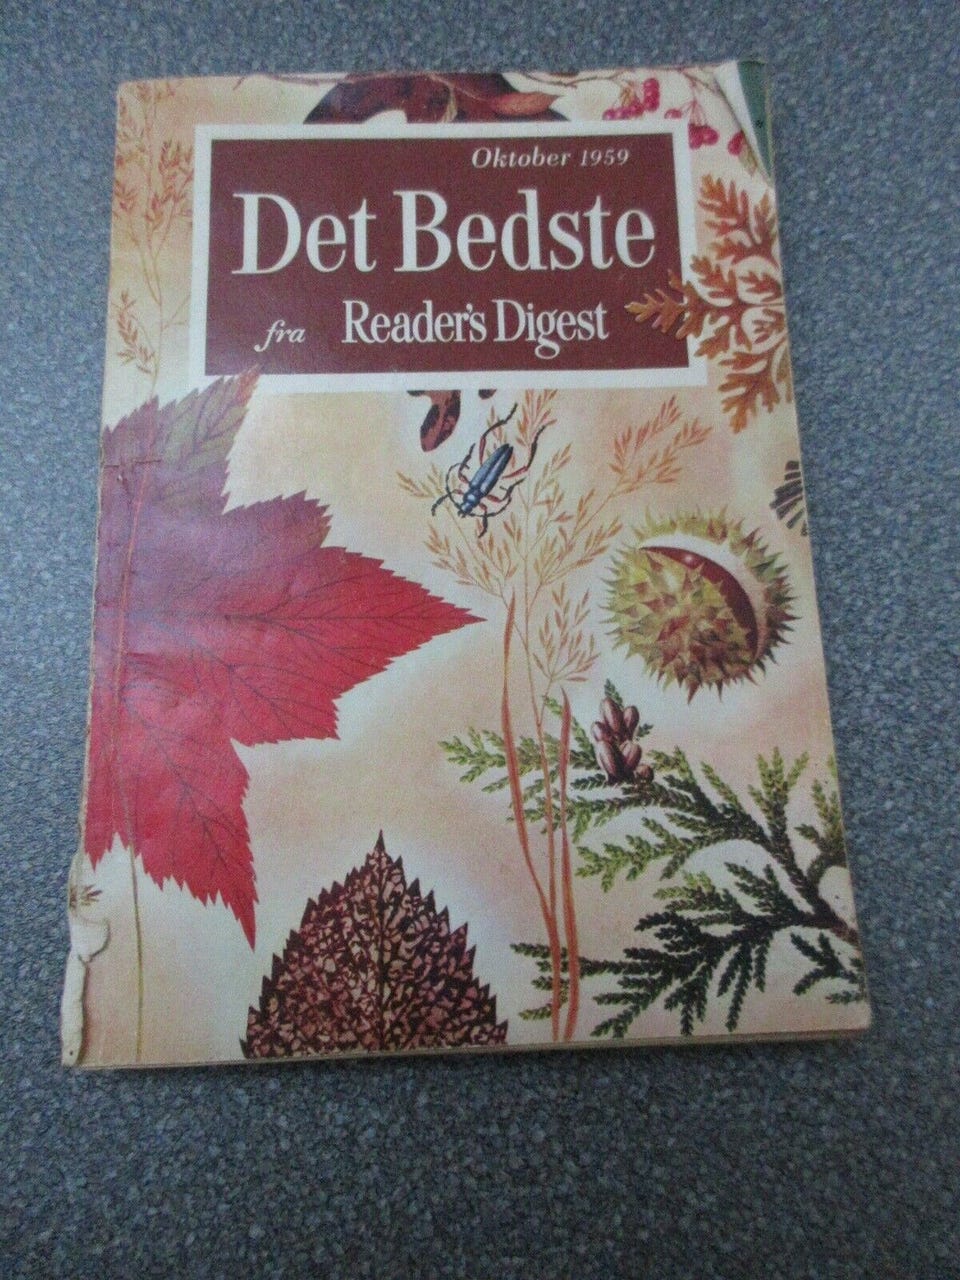 Oktober 1959
Det Bedste
fra Reader's Digest